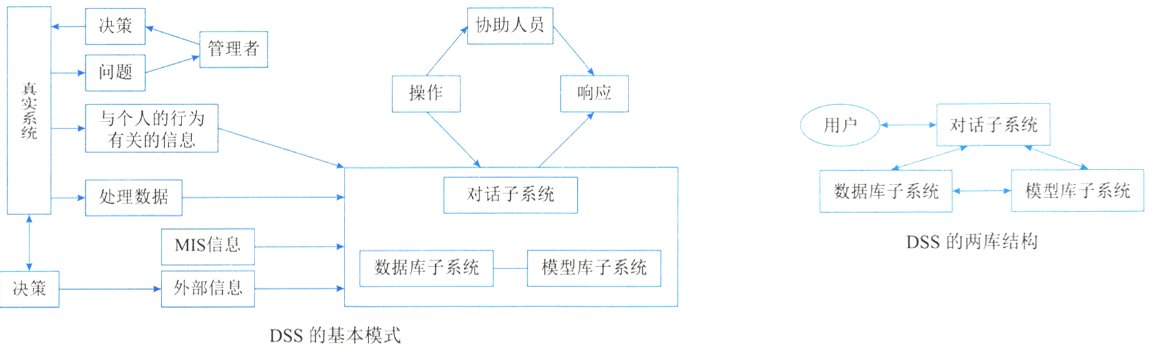 决策
管理者
问题
真实系统
与个人的行为
有关的信息
处理数据
MIS信息
决策
外部信息
协助人员
操作
响应
对话子系统
数据库子系统
模型库子系统
DSS 的基本模式
用户
对话子系统
数据库子系统
模型库子系统
DSS 的两库结构